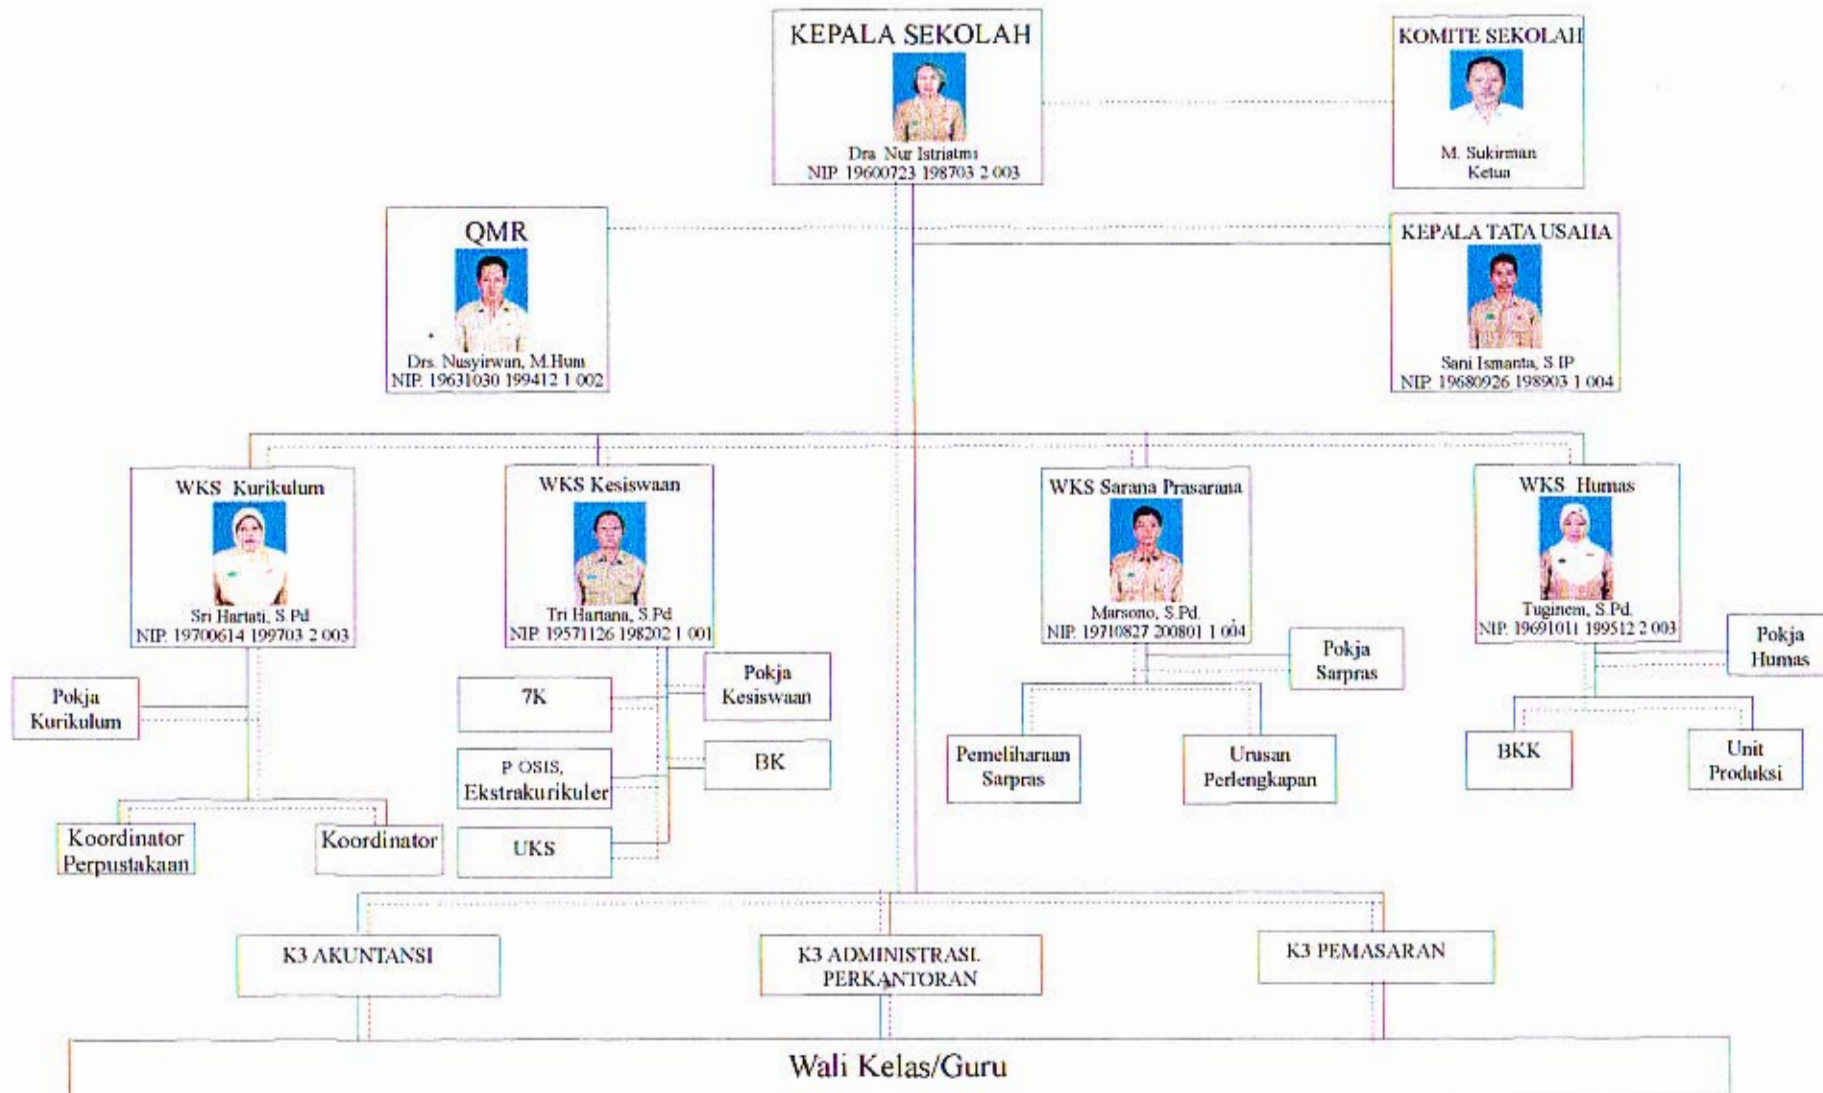 KEPALA SEKOLAH
Dra Nur Istriatmi
NIP. 19600723 198703 2 003
KOMITE SEKOLAH
M. Sukirman
Ketua
QMR
Drs. Nusyirwan, M.Hum
NIP. 19631030 199412 1 002
KEPALA TATA USAHA
Sani Ismanta, S.IP
NIP. 19680926 198903 1 004
WKS Kurikulum
Sri Hartati, S.Pd
NIP. 19700614 199703 2 003
WKS Kesiswaan
Tri Hartana, S.Pd
NIP. 19571126 198202 1 001
WKS Sarana Prasarana
Marsono, S.Pd.
NIP. 19710827 200801 1 004
WKS Humas
Tuginem, S.Pd.
NIP. 19691011 199512 2 003
Pokja
Kurikulum
7K
Pokja
Kesiswaan
Pokja
Sarpras
Pokja
Humas
P OSIS,
Ekstrakurikuler
BK
Pemeliharaan
Sarpras
Urusan
Perlengkapan
BKK
Unit
Produksi
Koordinator
Perpustakaan
Koordinator
UKS
K3 AKUNTANSI
K3 ADMINISTRASI.
PERKANTORAN
K3 PEMASARAN
Wali Kelas/Guru